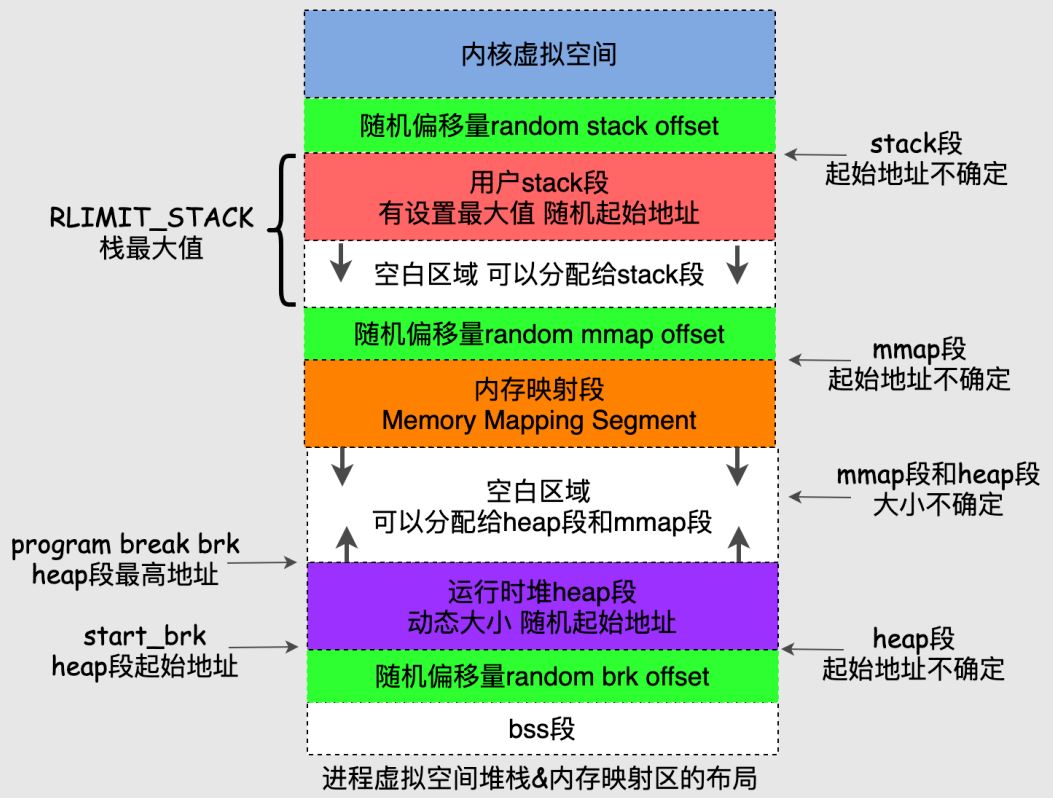 内核虚拟空间
随机偏移量random stack offset
stack段
起始地址不确定
用户stack段
有设置最大值 随机起始地址
RLIMIT_STACK
栈最大值
空白区域 可以分配给stack段
随机偏移量random mmap offset
mmap段
起始地址不确定
内存映射段
Memory Mapping Segment
mmap段和heap段
大小不确定
空白区域
可以分配给heap段和mmap段
program break brk
heap段最高地址
运行时堆heap段
动态大小 随机起始地址
start_brk
heap段起始地址
heap段
起始地址不确定
随机偏移量random brk offset
bss段
进程虚拟空间堆栈&内存映射区的布局